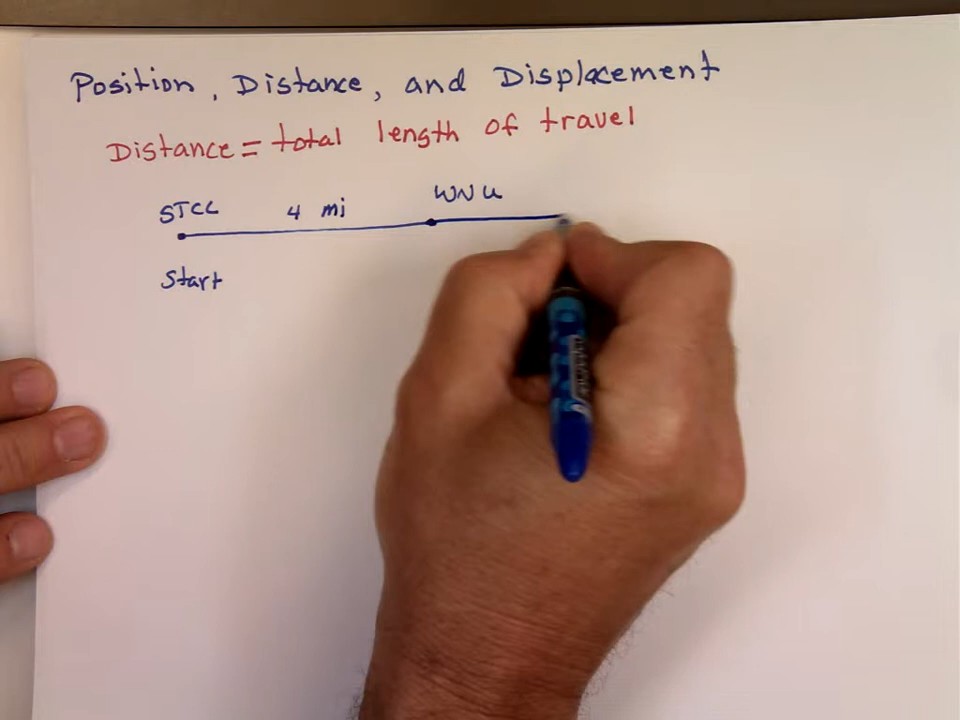 Position, Distance, and Displacement
Distance = total length of travel
STCC 4 mi WNU
Start